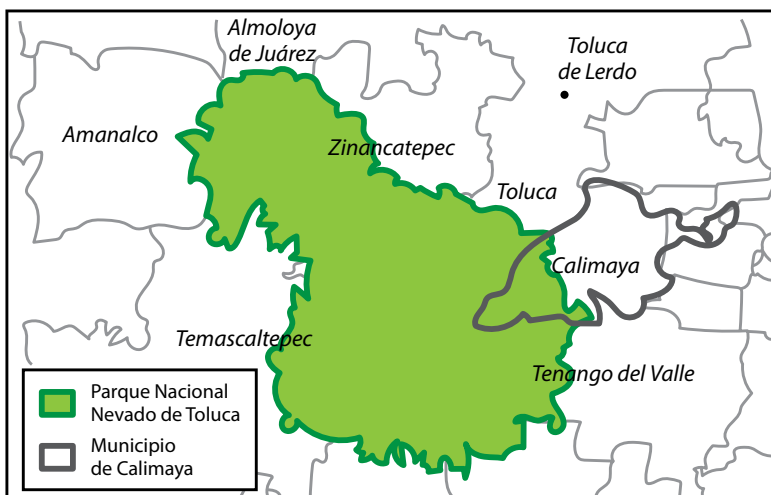 Almoloya
de Juárez
Toluca
de Lerdo
Amanalco
Zinancatepec
Toluca
Calimaya
Temascaltepec
Tenango del Valle
Parque Nacional
Nevado de Toluca
Municipio
de Calimaya